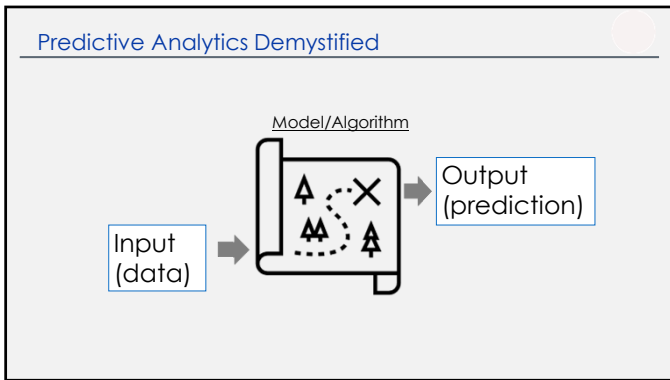 Predictive Analytics Demystified
Model/Algorithm
Input
(data)
Output
(prediction)